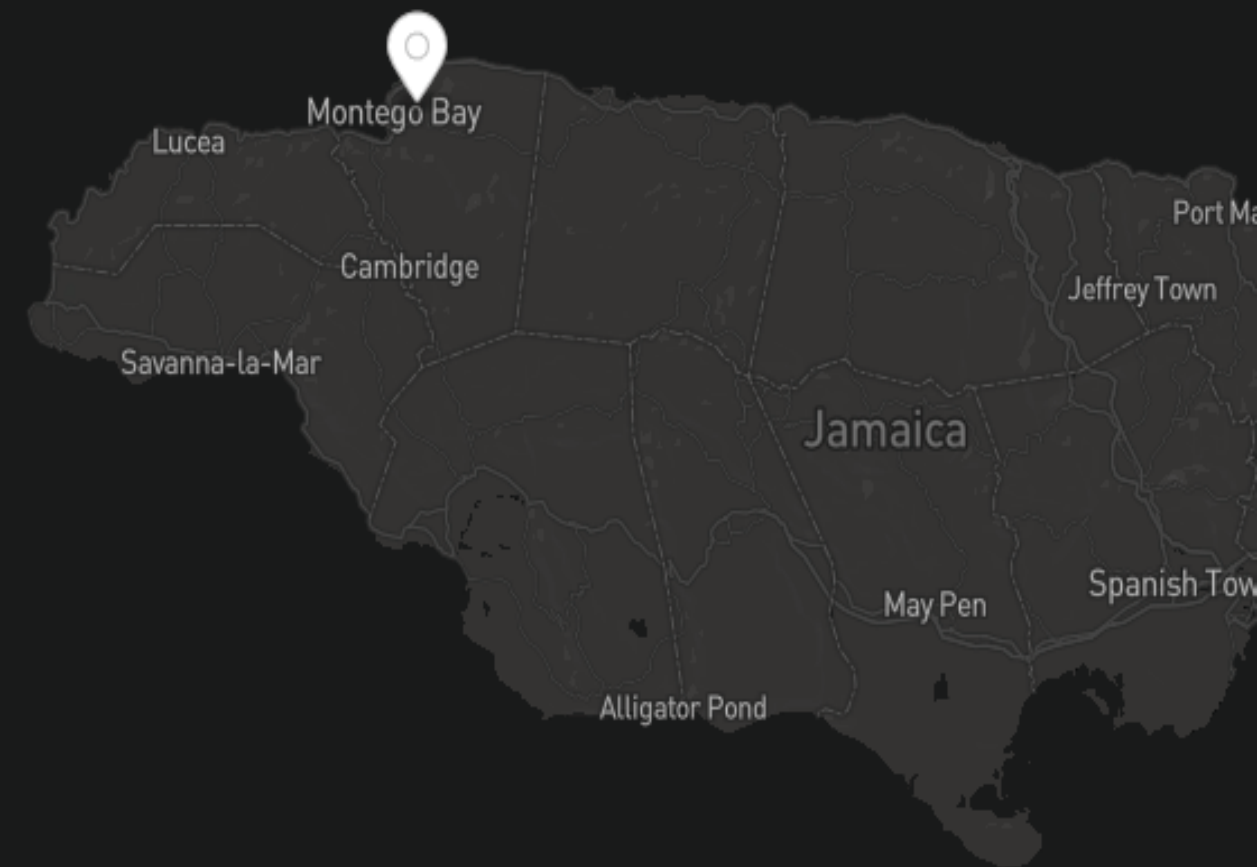 Montego Bay
Lucea
Port Ma
Cambridge
Jeffrey Town
Savanna-la-Mar
Jamaica
Spanish Tow
May Pen
Alligator Pond